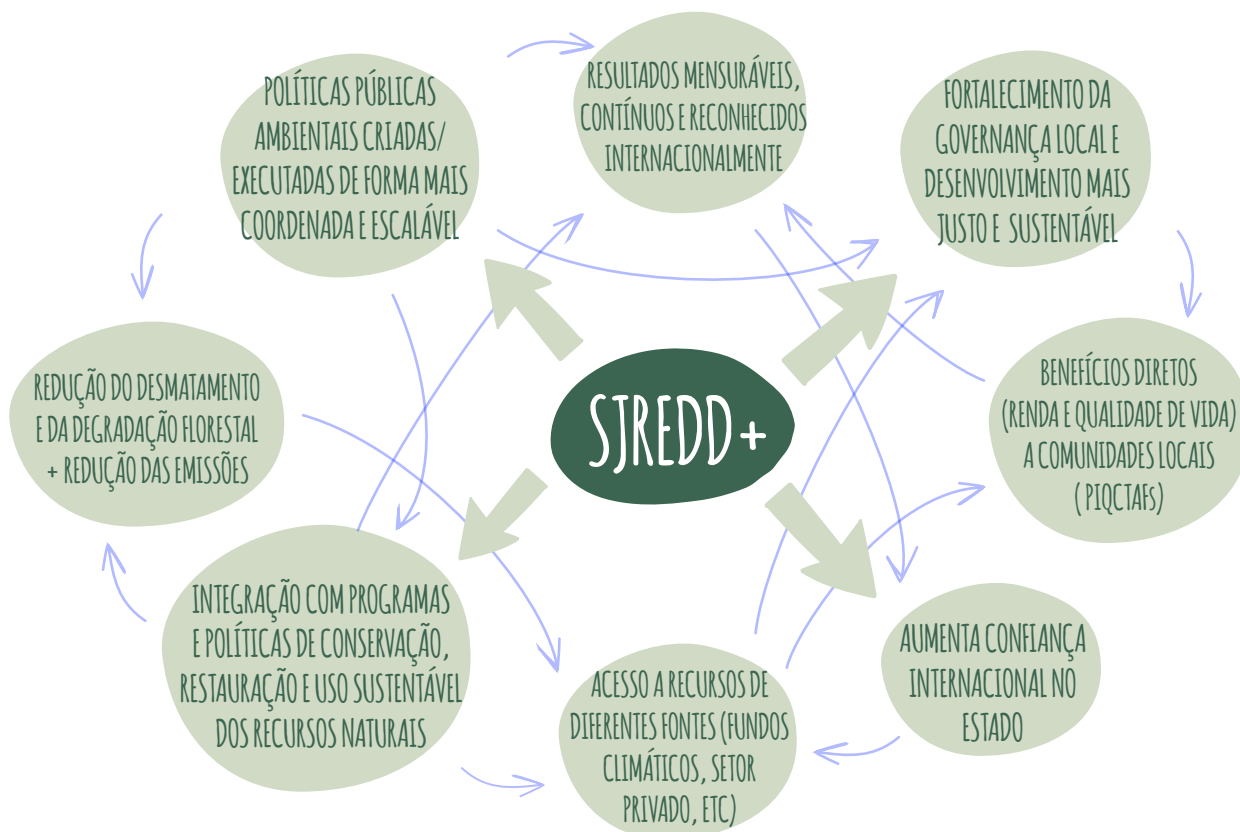 POLÍTICAS PÚBLICAS
AMBIENTAIS CRIADAS/
EXECUTADAS DE FORMA MAIS
COORDENADA E ESCALÁVEL
RESULTADOS MENSURÁVEIS,
CONTÍNUOS E RECONHECIDOS
INTERNACIONALMENTE
FORTALECIMENTO DA
GOVERNANÇA LOCAL E
DESENVOLVIMENTO MAIS
JUSTO E SUSTENTÁVEL
REDUÇÃO DO DESMATAMENTO
E DA DEGRADAÇÃO FLORESTAL
+ REDUÇÃO DAS EMISSÕES
SJREDD+
BENEFÍCIOS DIRETOS
(RENDA E QUALIDADE DE VIDA)
A COMUNIDADES LOCAIS
( PIQCTAFs)
INTEGRAÇÃO COM PROGRAMAS
E POLÍTICAS DE CONSERVAÇÃO,
RESTAURAÇÃO E USO SUSTENTÁVEL
DOS RECURSOS NATURAIS
ACESSO A RECURSOS DE
DIFERENTES FONTES (FUNDOS
CLIMÁTICOS, SETOR
PRIVADO, ETC)
AUMENTA CONFIANÇA
INTERNACIONAL NO
ESTADO